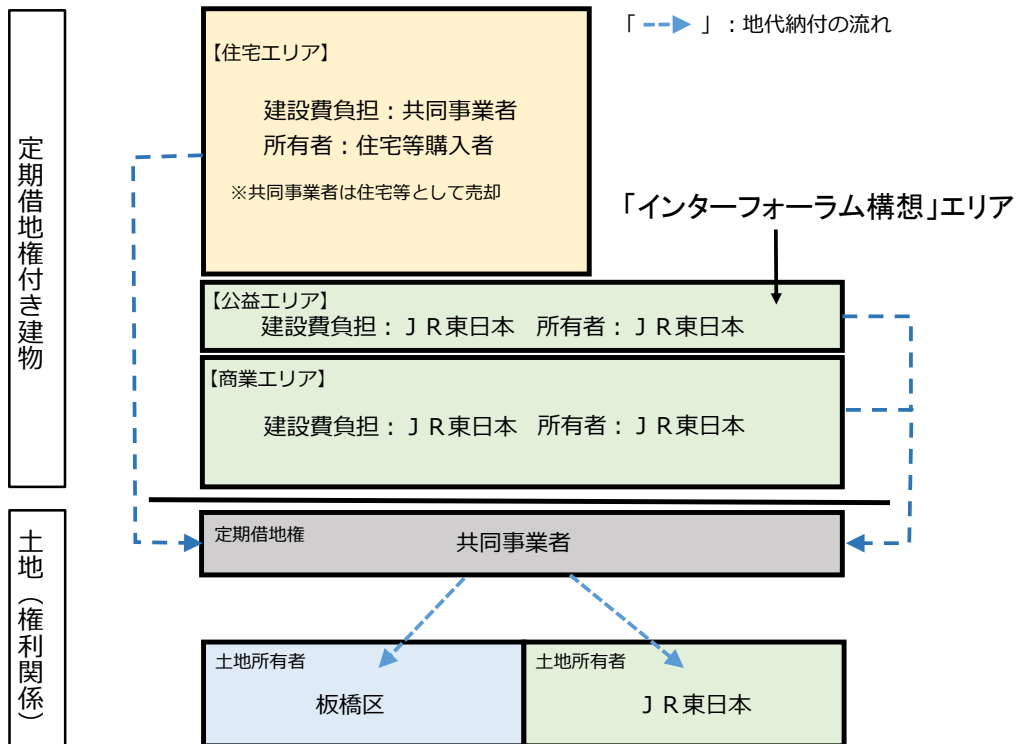 「 」：地代納付の流れ
定期借地権付き建物
【住宅エリア】
建設費負担：共同事業者
所有者：住宅等購入者
※共同事業者は住宅等として売却
「インターフォーラム構想」エリア
【公益エリア】
建設費負担：ＪＲ東日本　所有者：ＪＲ東日本
【商業エリア】
建設費負担：ＪＲ東日本　所有者：ＪＲ東日本
土地（権利関係）
定期借地権
共同事業者
土地所有者
板橋区
土地所有者
ＪＲ東日本